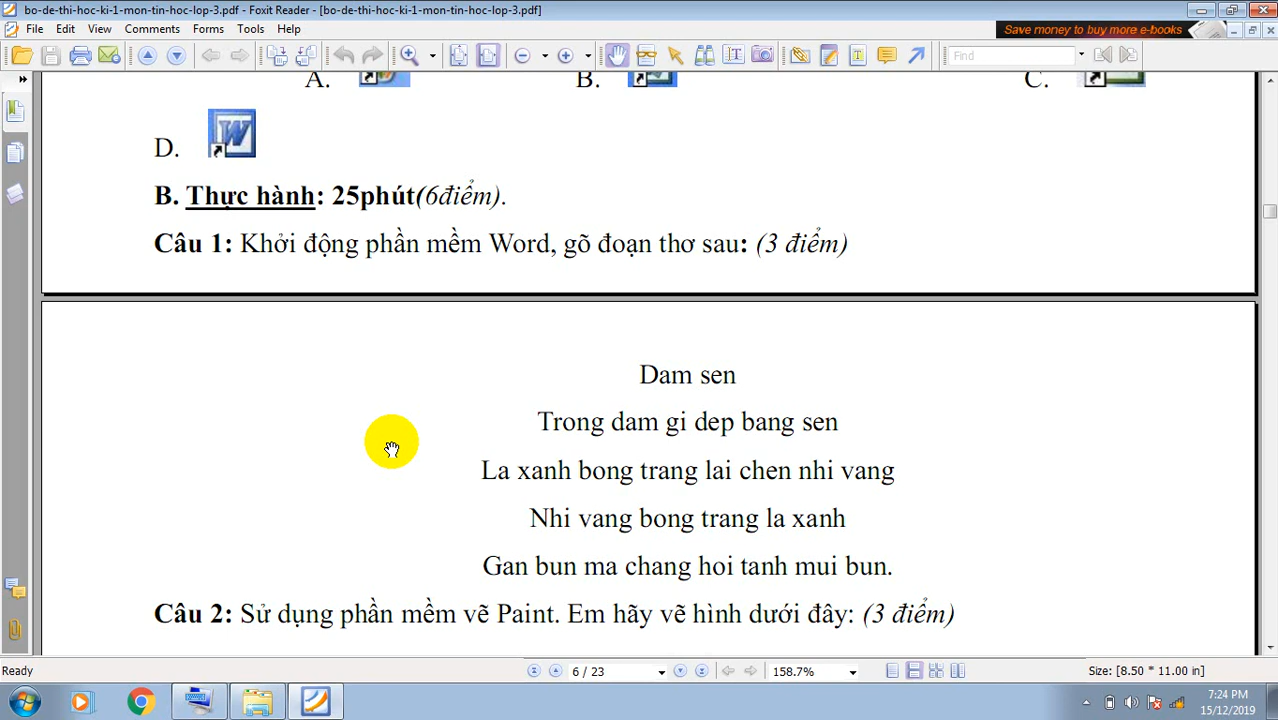 bo-de-thi-hoc-ki-1-mon-tin-hoc-lop-3.pdf - Foxit Reader - [bo-de-thi-hoc-ki-1-mon-tin-hoc-lop-3.pdf]
File Edit View Comments Forms Tools Help
Save money to buy more e-books
Find
A. B. C.
D. W
B. Thực hành: 25phút(6điểm).
Câu 1: Khởi động phần mềm Word, gõ đoạn thơ sau: (3 điểm)
Dam sen
Trong dam gi dep bang sen
La xanh bong trang lai chen nhi vang
Nhi vang bong trang la xanh
Gan bun ma chang hoi tanh mui bun.
Câu 2: Sử dụng phần mềm vẽ Paint. Em hãy vẽ hình dưới đây: (3 điểm)
Ready 6 / 23 158.7% Size: [8.50 * 11.00 in]
7:24 PM
15/12/2019